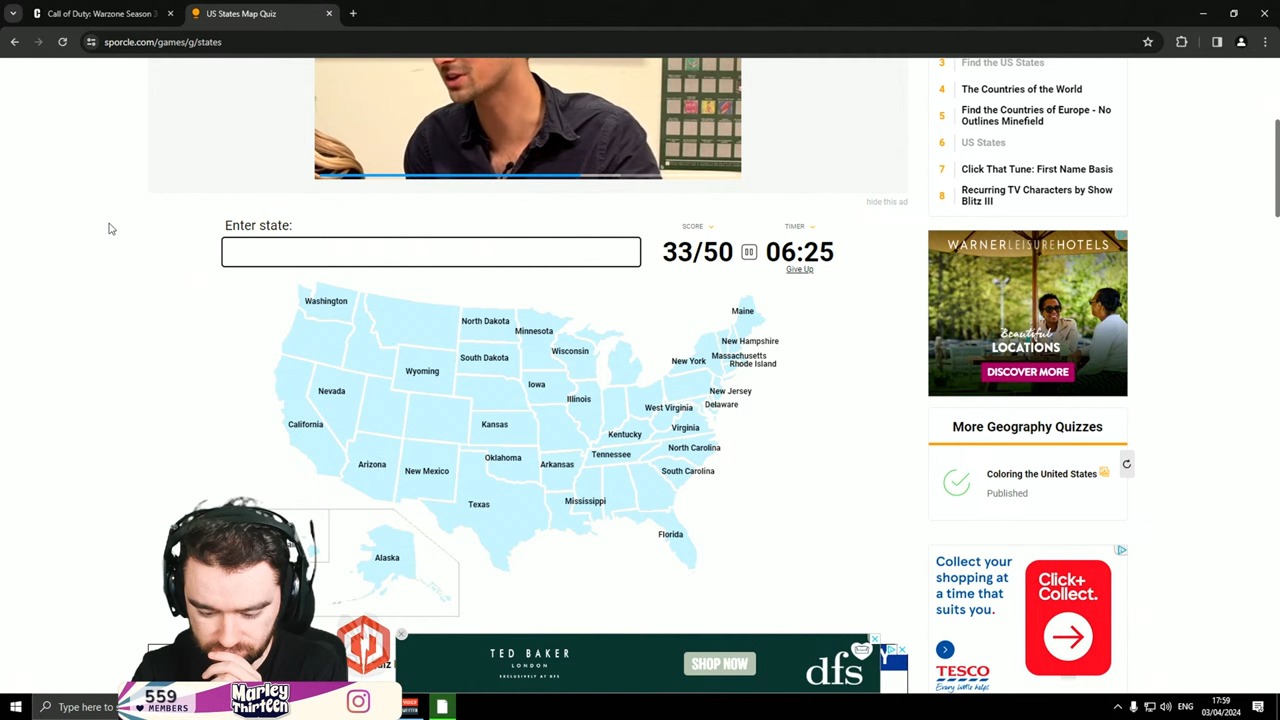 Call of Duty: Warzone Season 3
US State Map Quiz
sporcle.com/games/g/states
3 Find the US States
4 The Countries of the World
5 Find the Countries of Europe - No
Outlines Minefield
6 US States
7 Click That Tune: First Name Basis
8 Recurring TV Characters by Show
Blitz III
hide this ad
Enter state:
SCORE
TIMER
33/50
06:25
Give Up
Washington
North Dakota
Minnesota
Maine
New Hampshire
Massachusetts
Rhode Island
South Dakota
Wisconsin
New York
Wyoming
Nevada
Iowa
Illinois
New Jersey
Delaware
West Virginia
California
Kansas
Kentucky
Virginia
North Carolina
Arizona
New Mexico
Oklahoma
Arkansas
Tennessee
South Carolina
Texas
Mississippi
Florida
Alaska
WARNERLEISUREHOTELS
Beautiful
LOCATIONS
DISCOVER MORE
More Geography Quizzes
Coloring the United States
Published
Collect your
shopping at
a time that
suits you.
Click+
Collect.
TESCO
Every little helps
TED BAKER
LONDON
EXCLUSIVELY AT DFS
SHOP NOW
dfs
559
MEMBERS
Marley
Thirteen
Type here to
ENG
17:59
03/04/2024